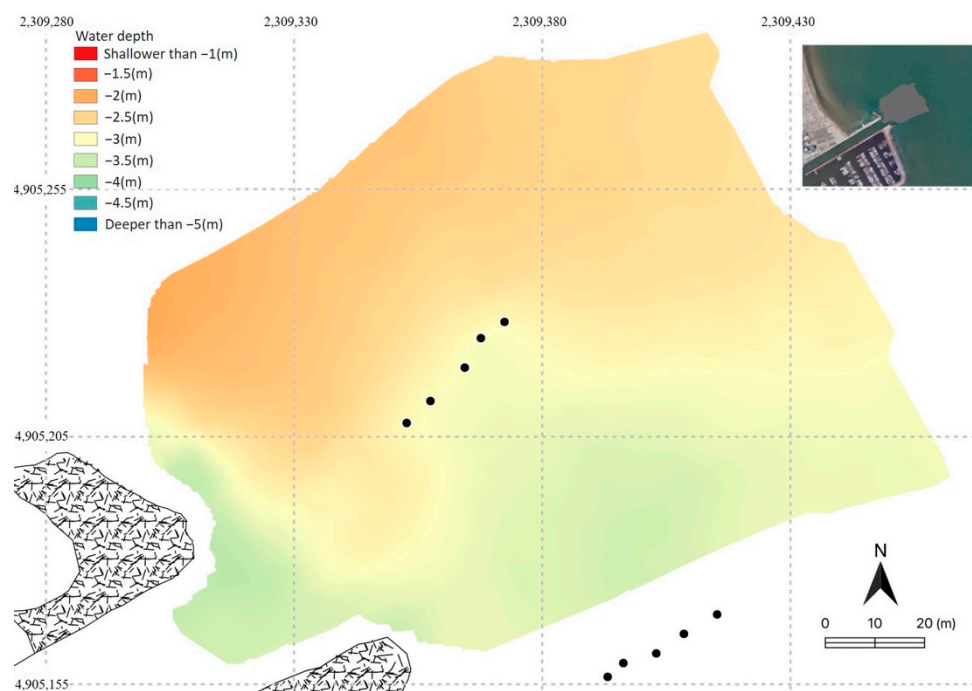 2,309,280 2,309,330 2,309,380 2,309,430
Water depth
Shallower than −1(m)
−1.5(m)
−2(m)
−2.5(m)
−3(m)
−3.5(m)
−4(m)
−4.5(m)
Deeper than −5(m)
4,905,255
4,905,205
N
0 10 20 (m)
4,905,155